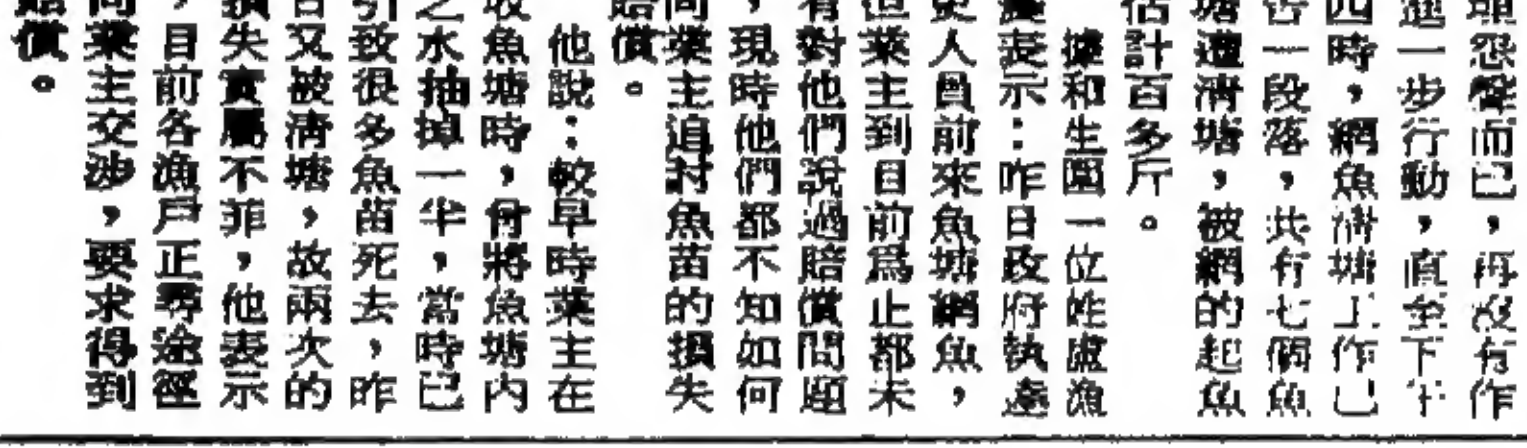 頭怨聲而已，再沒有作
進一步行動，直至下午
四時，網魚清塘工作已
告一段落，共有七個魚
塘遭清塘，被網的起魚
估計百多斤。
據和生圍一位姓盧漁
農表示：昨日政府執達
吏人員前來魚塘網魚，
但業主到目前爲止都未
有對他們說過賠償問題
，現時他們都不知如何
向業主追討魚苗的損失
賠償。
他說：較早時業主在
收魚塘時，曾將魚塘內
之水抽掉一半，當時已
引致很多魚苗死去，昨
日又被清塘，故兩次的
損失實屬不菲，他表示
，目前各漁戶正尋途徑
向業主交涉，要求得到
賠償。